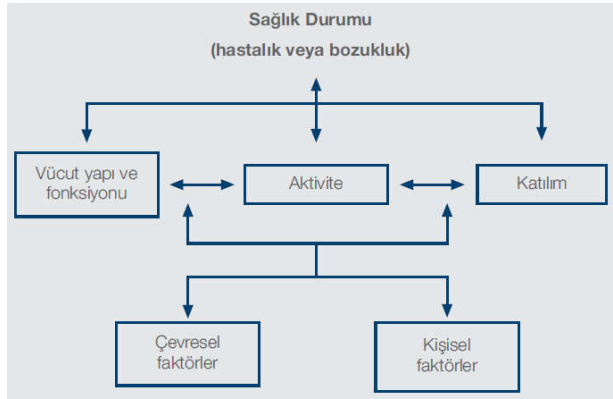 Sağlık Durumu
(hastalık veya bozukluk)
Vücut yapı ve
fonksiyonu
Aktivite
Katılım
Çevresel
faktörler
Kişisel
faktörler